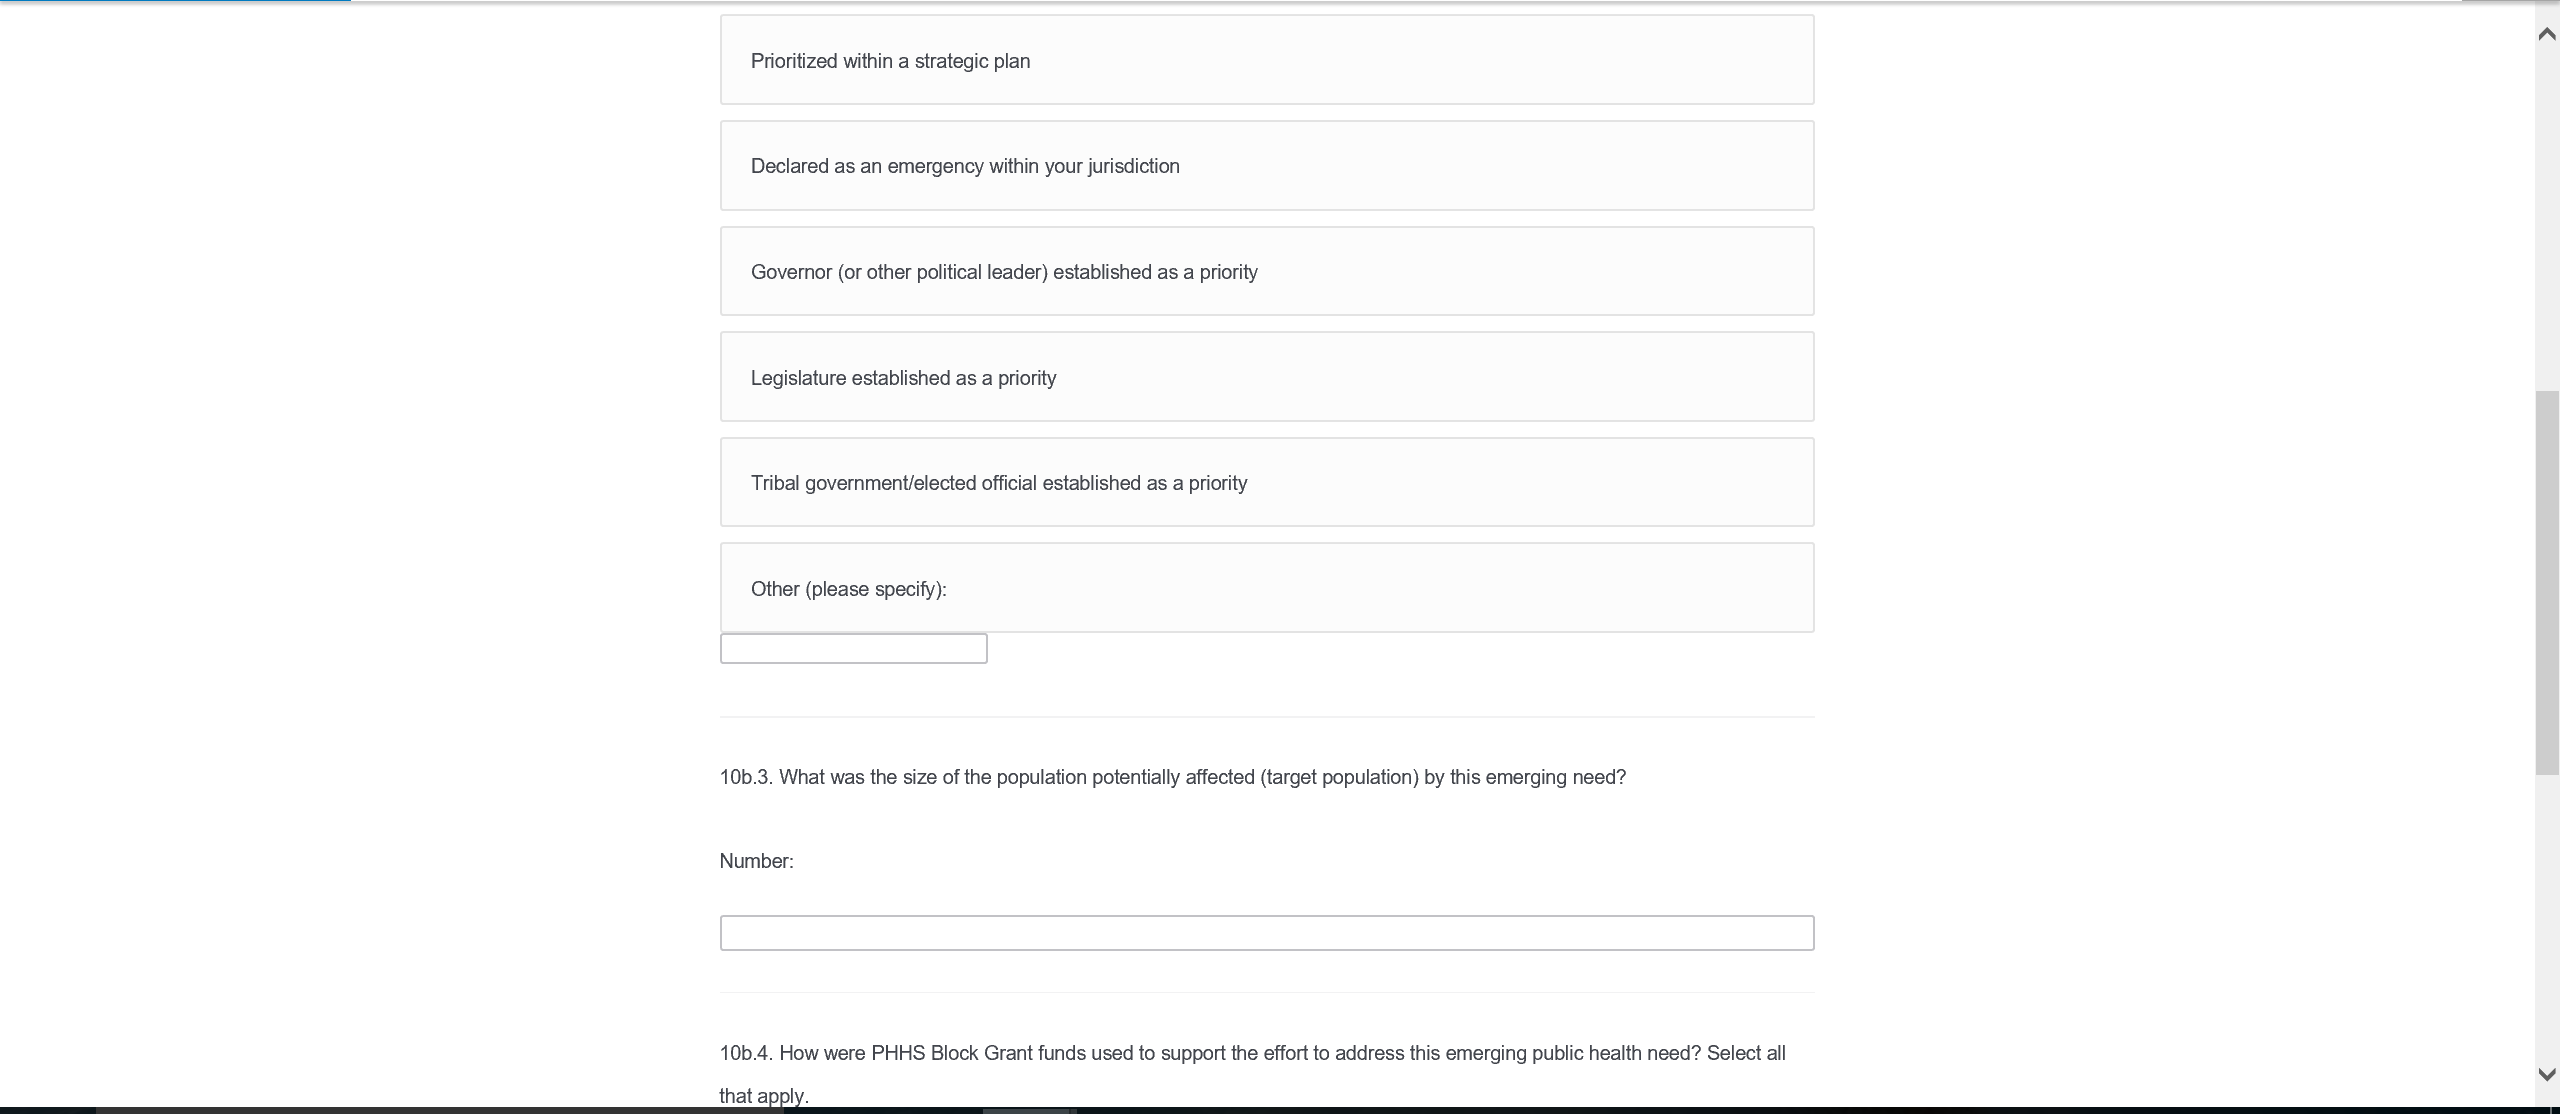 Prioritized within a strategic plan
Declared as an emergency within your jurisdiction
Governor (or other political leader) established as a priority
Legislature established as a priority
Tribal government/elected official established as a priority
Other (please specify):
10b.3. What was the size of the population potentially affected (target population) by this emerging need?
Number:
10b.4. How were PHHS Block Grant funds used to support the effort to address this emerging public health need? Select all
that apply.